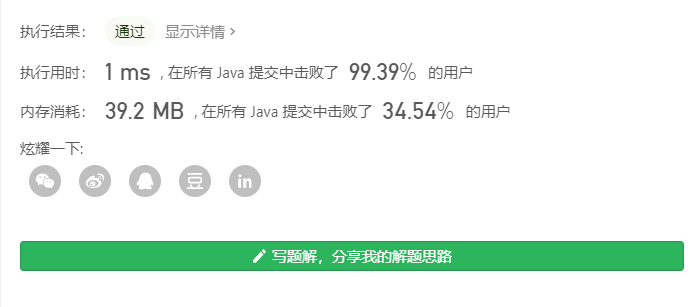 执行结果： 通过 显示详情 >
执行用时： 1 ms , 在所有 Java 提交中击败了 99.39% 的用户
内存消耗： 39.2 MB , 在所有 Java 提交中击败了 34.54% 的用户
炫耀一下:
豆 in
写题解，分享我的解题思路